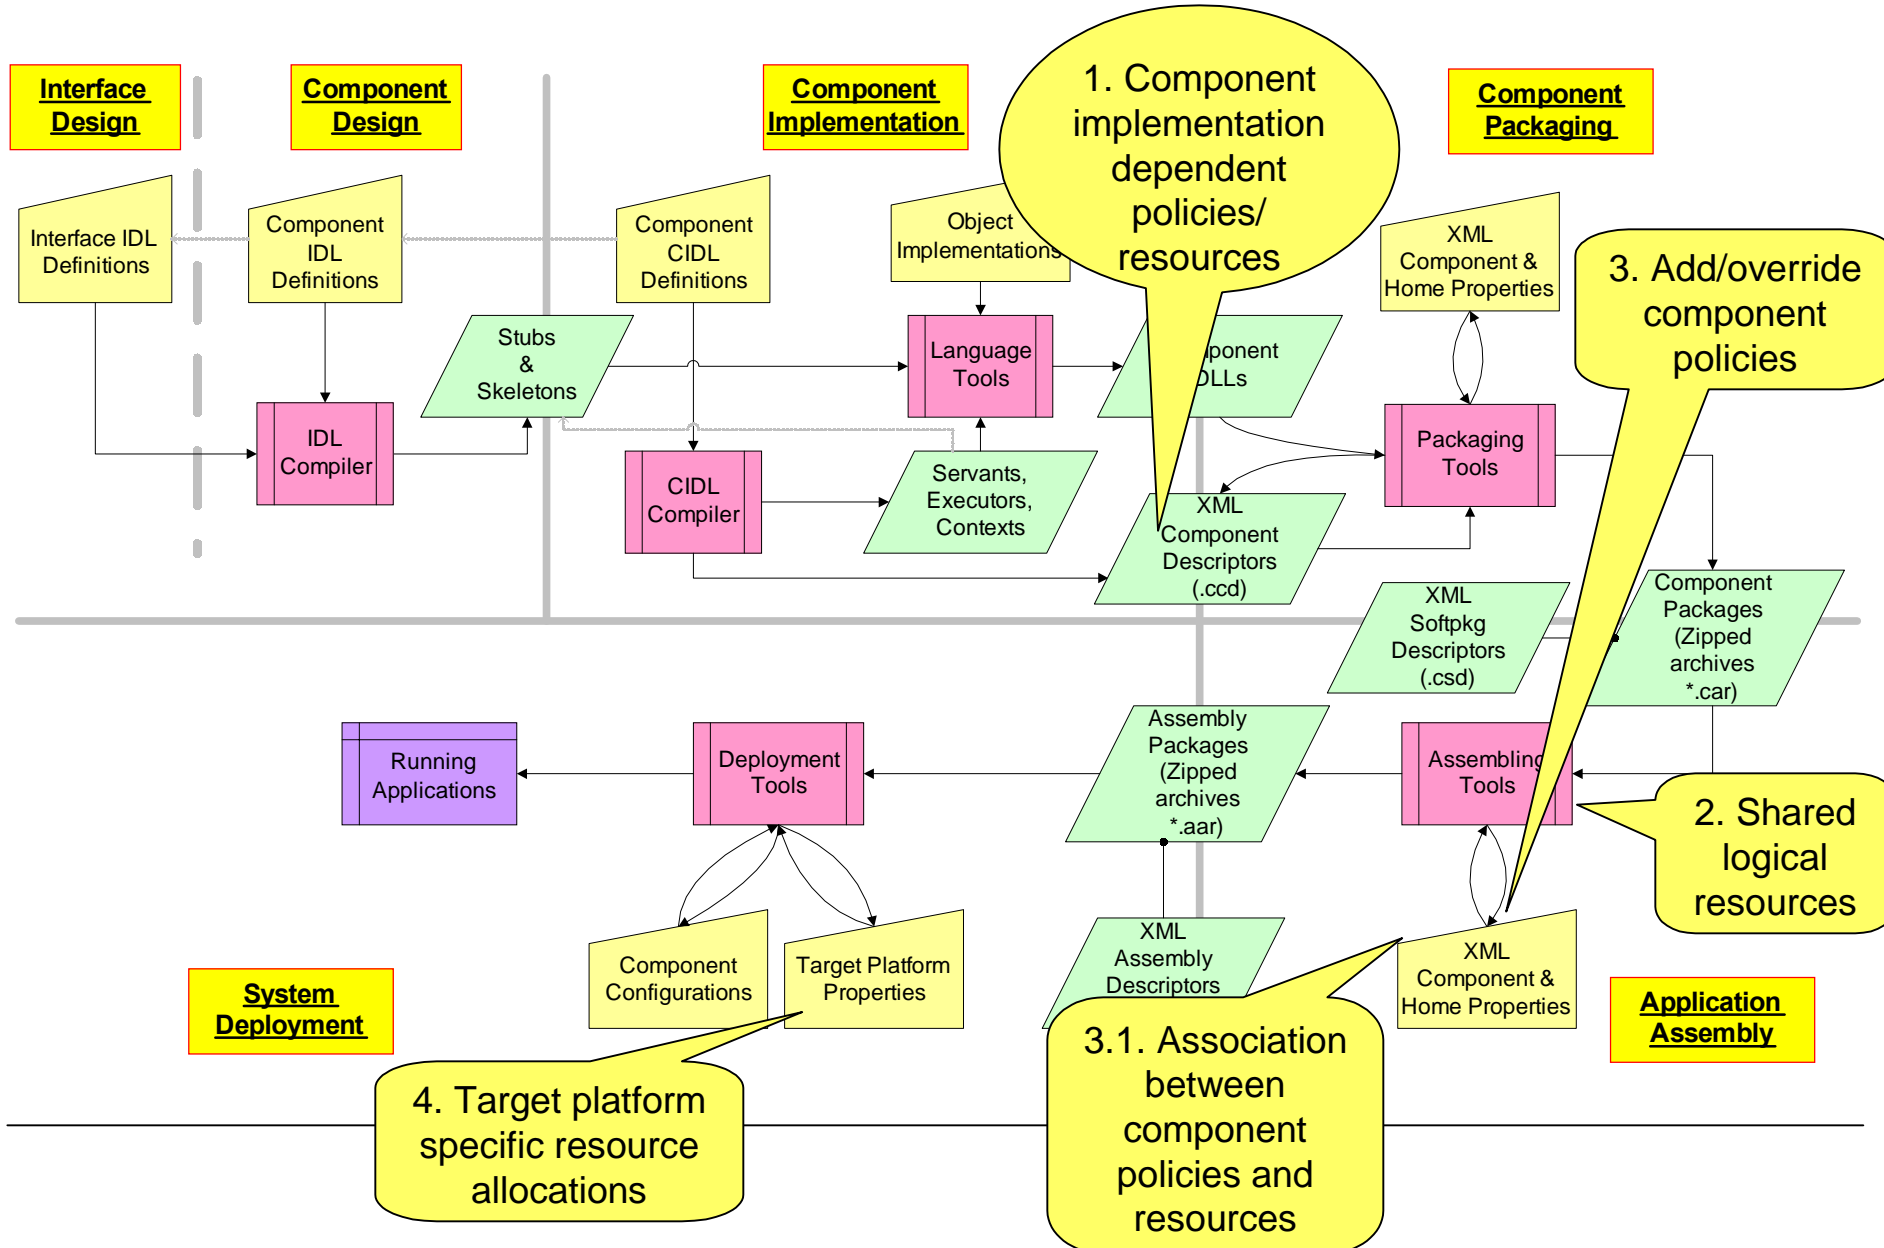 Interface
Design
Component
Design
Component
Implementation
1. Component
implementation
dependent
policies/
resources
Component
Packaging
Interface IDL
Definitions
Component
IDL
Definitions
Component
CIDL
Definitions
Object
Implementations
XML
Component &
Home Properties
3. Add/override
component
policies
Stubs
&
Skeletons
Language
Tools
DLLs
IDL
Compiler
CIDL
Compiler
Servants,
Executors,
Contexts
Packaging
Tools
XML
Component
Descriptors
(.ccd)
XML
Softpkg
Descriptors
(.csd)
Component
Packages
(Zipped
archives
*.car)
Running
Applications
Deployment
Tools
Assembly
Packages
(Zipped
archives
*.aar)
Assembling
Tools
2. Shared
logical
resources
System
Deployment
Component
Configurations
Target Platform
Properties
XML
Assembly
Descriptors
XML
Component &
Home Properties
Application
Assembly
4. Target platform
specific resource
allocations
3.1. Association
between
component
policies and
resources